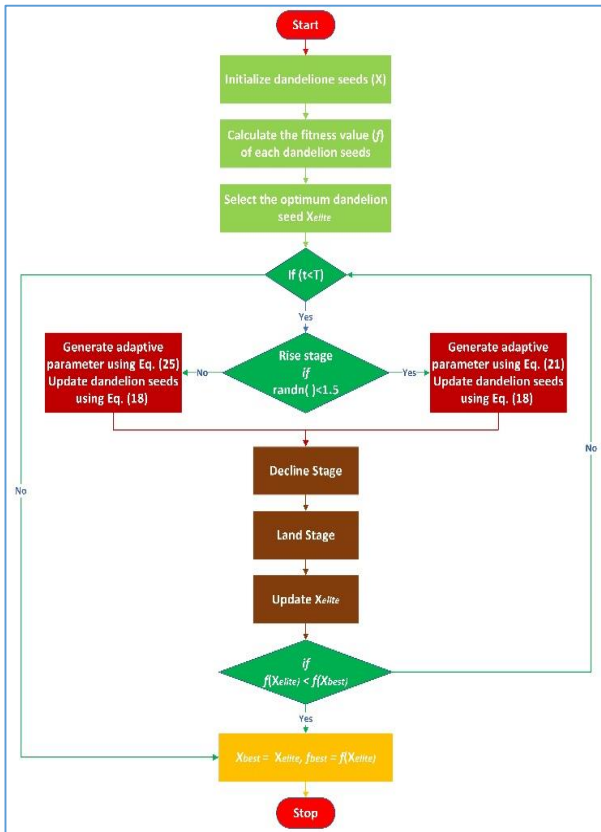 Start
Initialize dandelione seeds (X)
Calculate the fitness value (f)
of each dandelion seeds
Select the optimum dandelion
seed Xelite
If (t<T)
Yes
Generate adaptive
parameter using Eq. (25)
Update dandelion seeds
using Eq. (18)
No
Rise stage
if
randn( )<1.5
Yes
Generate adaptive
parameter using Eq. (21)
Update dandelion seeds
using Eq. (18)
No
No
Decline Stage
Land Stage
Update Xelite
if
f(Xelite) < f(Xbest)
Yes
Xbest = Xelite, fbest = f(Xelite)
Stop